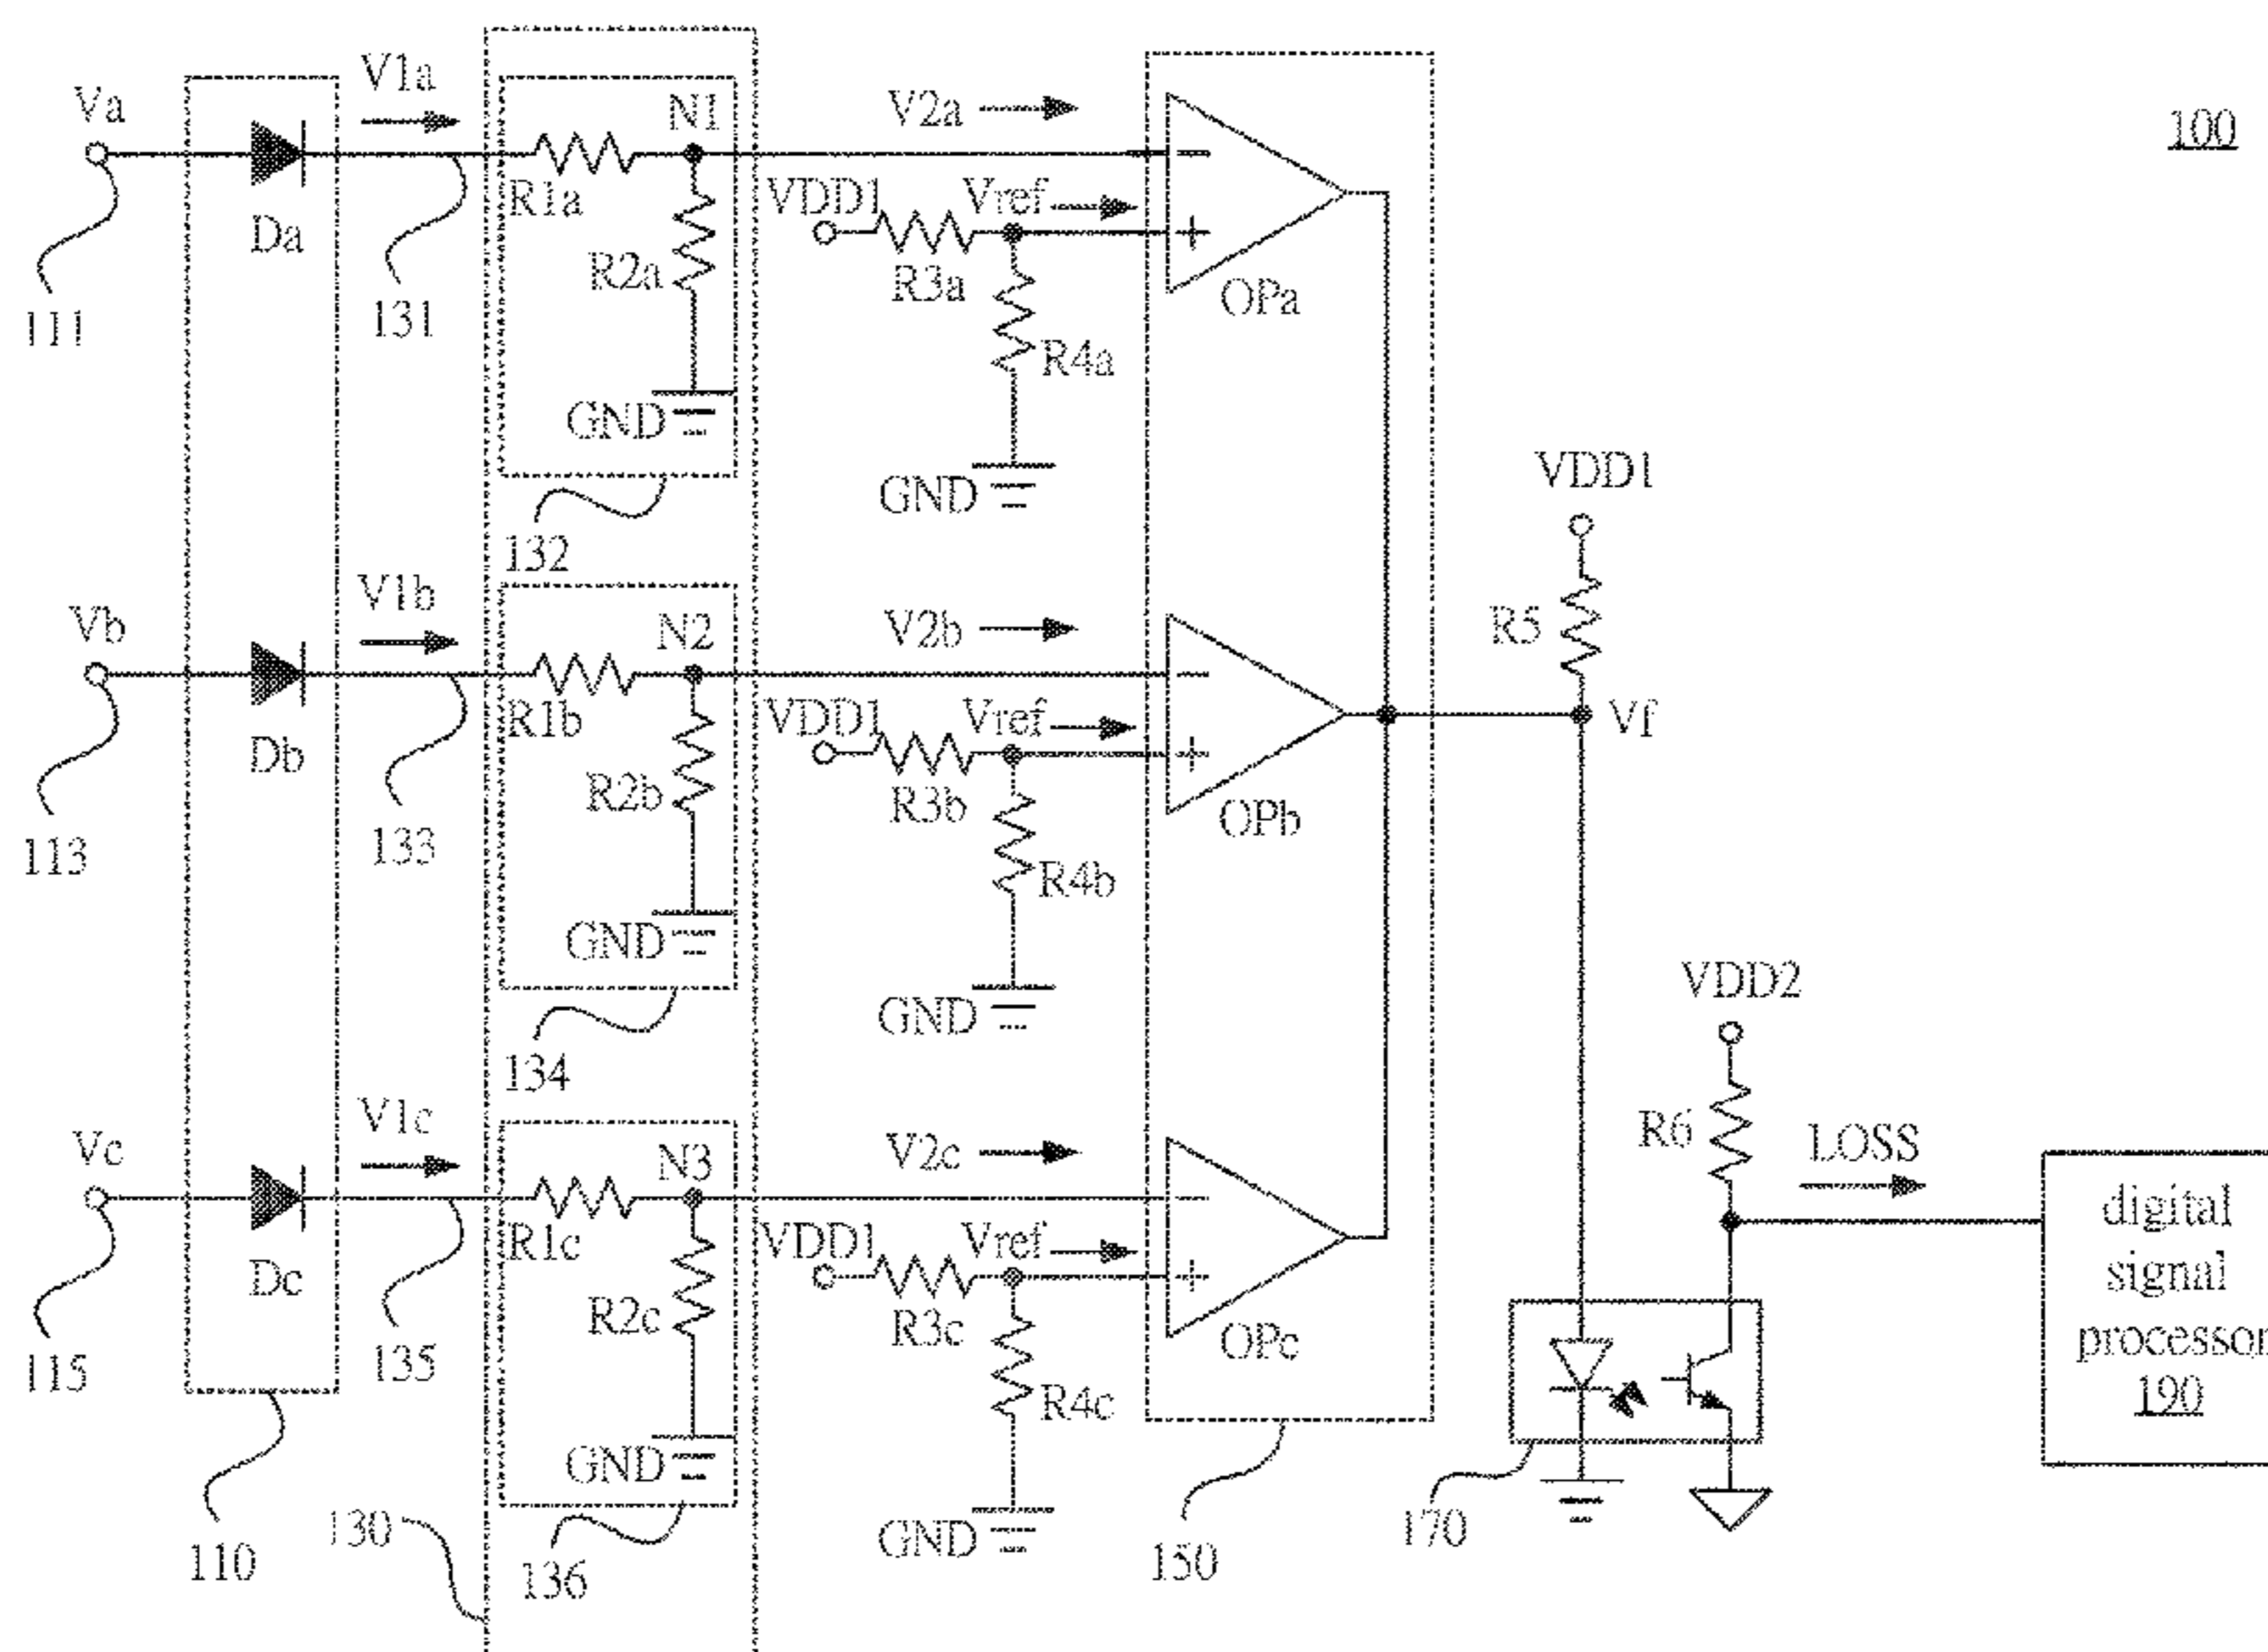 100
Va
V1a
N1
V2a
Da
R1a
VDD1
Vref
R2a
R3a
OPa
111
131
R4a
GND
GND
132
VDD1
R5
Vf
Vb
V1b
N2
V2b
Db
R1b
VDD1
Vref
R2b
R3b
OPb
113
133
R4b
GND
GND
134
VDD2
R6
LOSS
Vc
V1c
N3
V2c
Dc
R1c
VDD1
Vref
R2c
R3c
OPc
115
135
R4c
GND
GND
digital
signal
processor
190
110
130
136
150
170